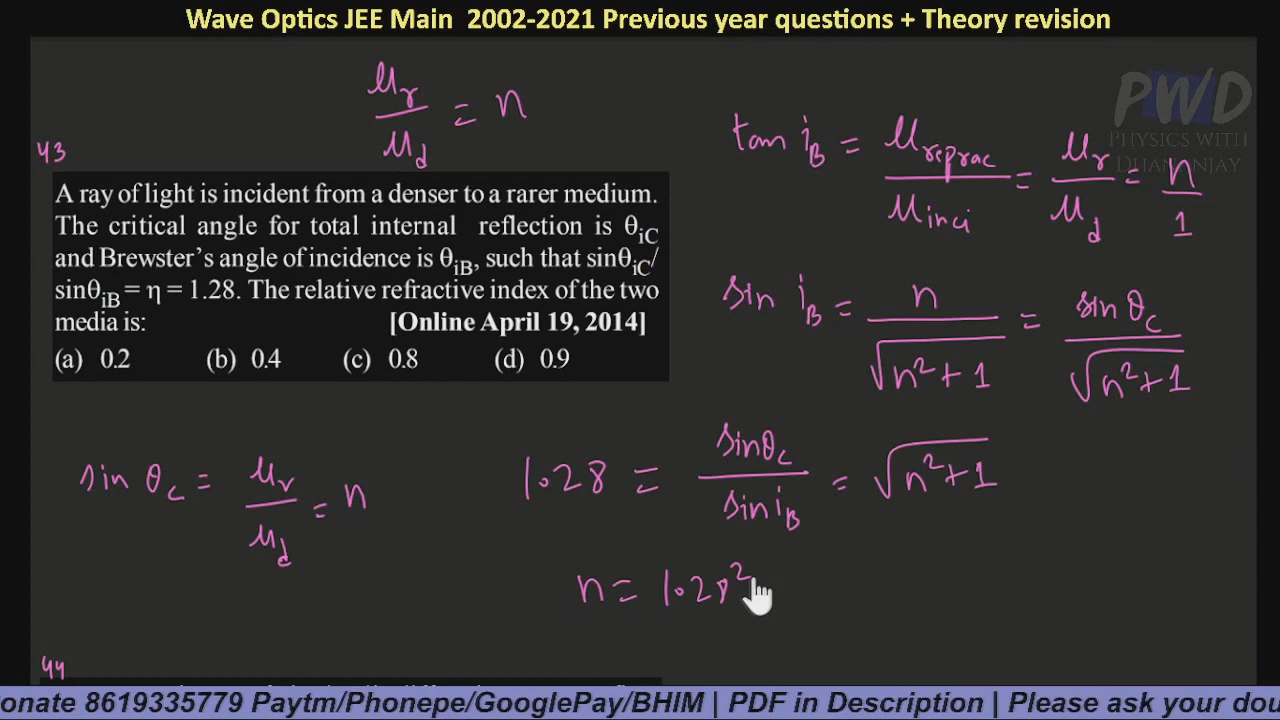 Wave Optics JEE Main 2002-2021 Previous year questions + Theory revision
PWD
PHYSICS WITH
DHANANJAY
μr/μd = n
43
A ray of light is incident from a denser to a rarer medium.
The critical angle for total internal reflection is θiC
and Brewster's angle of incidence is θiB, such that sinθiC/
sinθiB = η = 1.28. The relative refractive index of the two
media is: [Online April 19, 2014]
(a) 0.2 (b) 0.4 (c) 0.8 (d) 0.9
tan iB = μreprac/μinci = μr/μd = n/1
sin iB = n/√(n²+1) = sin θc/√(n²+1)
sin θc = μr/μd = n
1.28 = sinθc/sin iB = √(n²+1)
n = 1.28²
44
onate 8619335779 Paytm/Phonepe/GooglePay/BHIM | PDF in Description | Please ask your dou